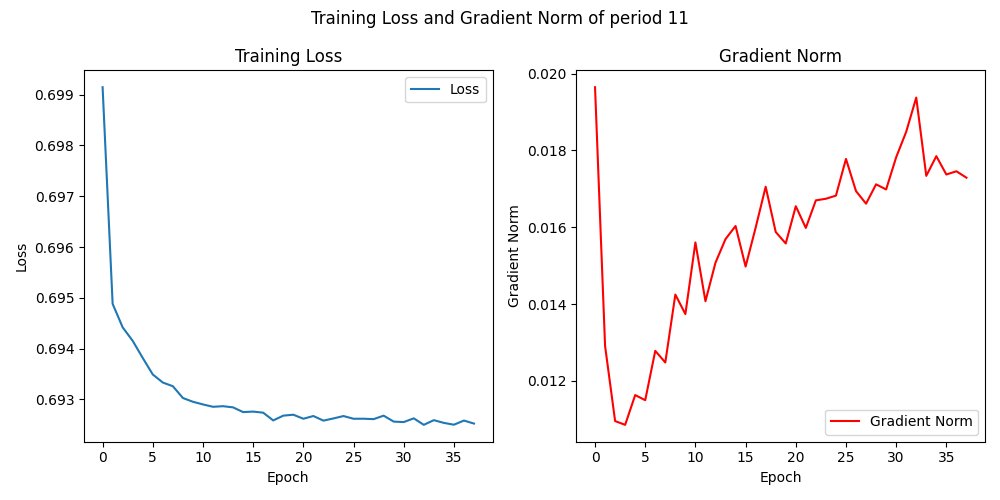 Training Loss and Gradient Norm of period 11
Training Loss
Loss
0.699
0.698
0.697
0.696
0.695
0.694
0.693
Loss
0 5 10 15 20 25 30 35
Epoch
Gradient Norm
0.020
0.018
0.016
0.014
0.012
Gradient Norm
Gradient Norm
0 5 10 15 20 25 30 35
Epoch